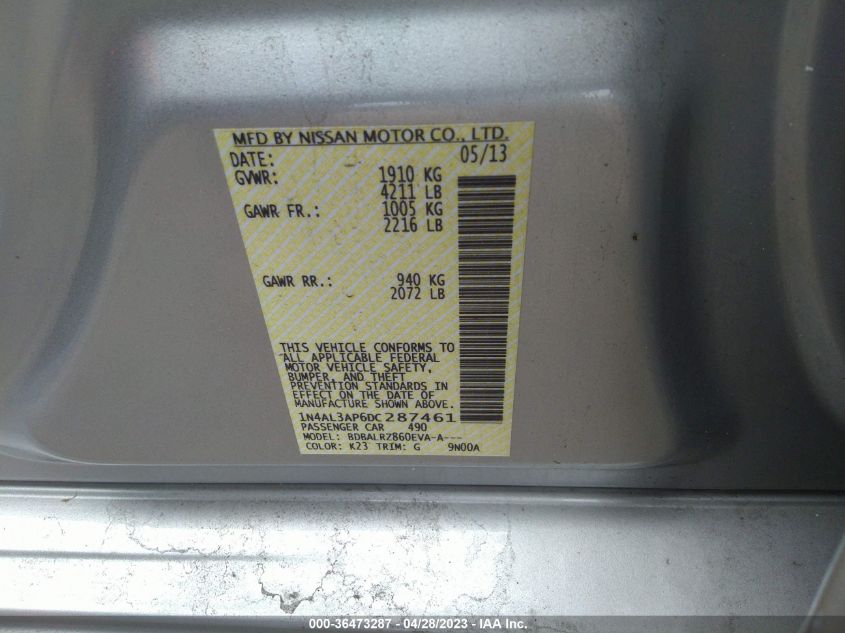 MFD BY NISSAN MOTOR CO., LTD.
DATE: 05/13
GVWR: 1910 KG
4211 LB
GAWR FR.: 1005 KG
2216 LB
GAWR RR.: 940 KG
2072 LB
THIS VEHICLE CONFORMS TO
ALL APPLICABLE FEDERAL
MOTOR VEHICLE SAFETY,
BUMPER, AND THEFT
PREVENTION STANDARDS IN
EFFECT ON THE DATE OF
MANUFACTURE SHOWN ABOVE.
1N4AL3AP6DC287461
PASSENGER CAR 490
MODEL: BDBALRZ860EVA-A---
COLOR: K23 TRIM: G 9N00A
000-36473287 - 04/28/2023 - IAA Inc.